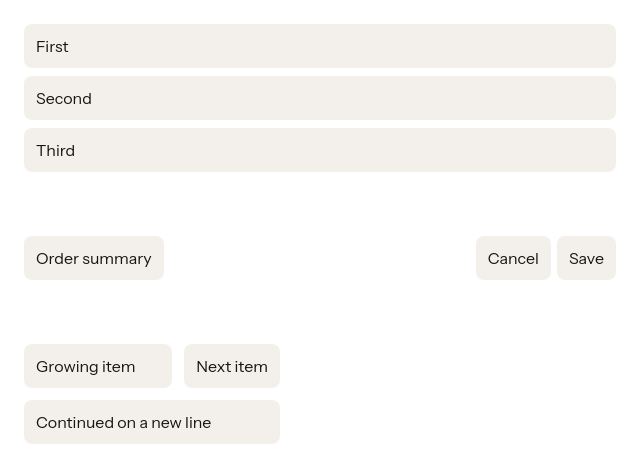 First
Second
Third
Order summary Cancel Save
Growing item Next item
Continued on a new line